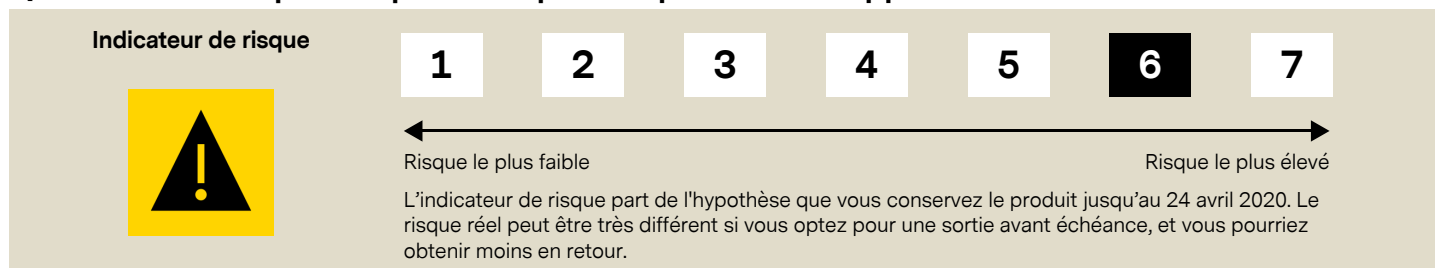 Indicateur de risque
1 2 3 4 5 6 7
Risque le plus faible Risque le plus élevé
L'indicateur de risque part de l'hypothèse que vous conservez le produit jusqu'au 24 avril 2020. Le
risque réel peut être très différent si vous optez pour une sortie avant échéance, et vous pourriez
obtenir moins en retour.